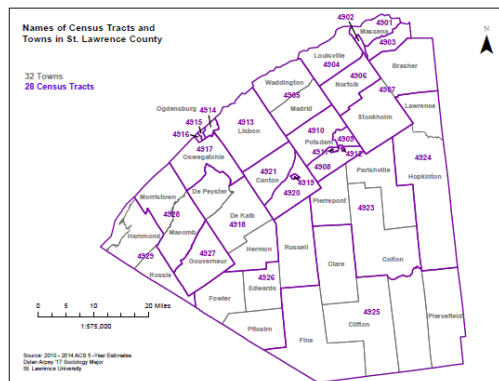 Names of Census Tracts and
Towns in St. Lawrence County
32 Towns
28 Census Tracts
N
4902
4901
Massena
4903
Louisville
4904
Brasher
Waddington
4905
4906
Norfolk
4907
Madrid
Lawrence
Stockholm
Ogdensburg
4914
4915
4916
4913
Lisbon
4910
Potsdam
4909
4911
4912
4908
4917
Oswegatchie
4921
Canton
4919
4920
Parishville
4924
Hopkinton
De Peyster
Morristown
4928
Pierrepont
4923
De Kalb
4918
Macomb
Hammond
4929
Rossie
4927
Gouverneur
Hermon
Russell
Clare
Colton
4926
Edwards
Fowler
Pitcairn
Fine
4925
Clifton
Piercefield
0 5 10 20 Miles
1:575,000
Source: 2010 - 2014 ACS 5 -Year Estimates
Dylan Arpey '17 Sociology Major
St. Lawrence University